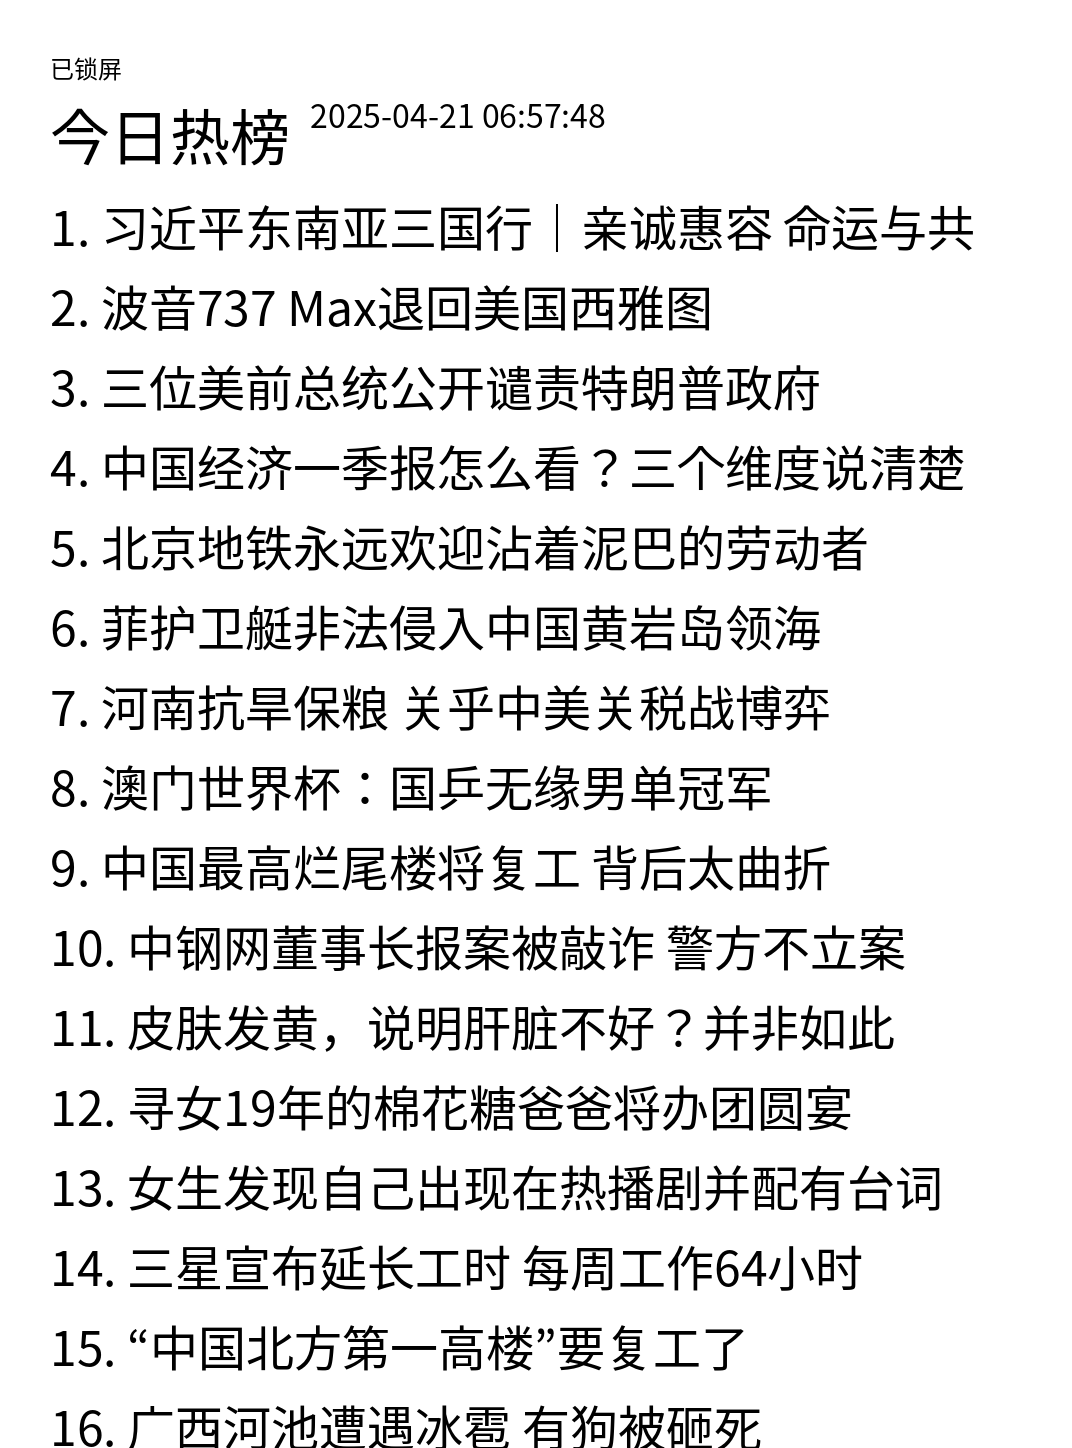 已锁屏
今日热榜 2025-04-21 06:57:48
1. 习近平东南亚三国行｜亲诚惠容 命运与共
2. 波音737 Max退回美国西雅图
3. 三位美前总统公开谴责特朗普政府
4. 中国经济一季报怎么看？三个维度说清楚
5. 北京地铁永远欢迎沾着泥巴的劳动者
6. 菲护卫艇非法侵入中国黄岩岛领海
7. 河南抗旱保粮 关乎中美关税战博弈
8. 澳门世界杯：国乒无缘男单冠军
9. 中国最高烂尾楼将复工 背后太曲折
10. 中钢网董事长报案被敲诈 警方不立案
11. 皮肤发黄，说明肝脏不好？并非如此
12. 寻女19年的棉花糖爸爸将办团圆宴
13. 女生发现自己出现在热播剧并配有台词
14. 三星宣布延长工时 每周工作64小时
15. “中国北方第一高楼”要复工了
16. 广西河池遭遇冰雹 有狗被砸死